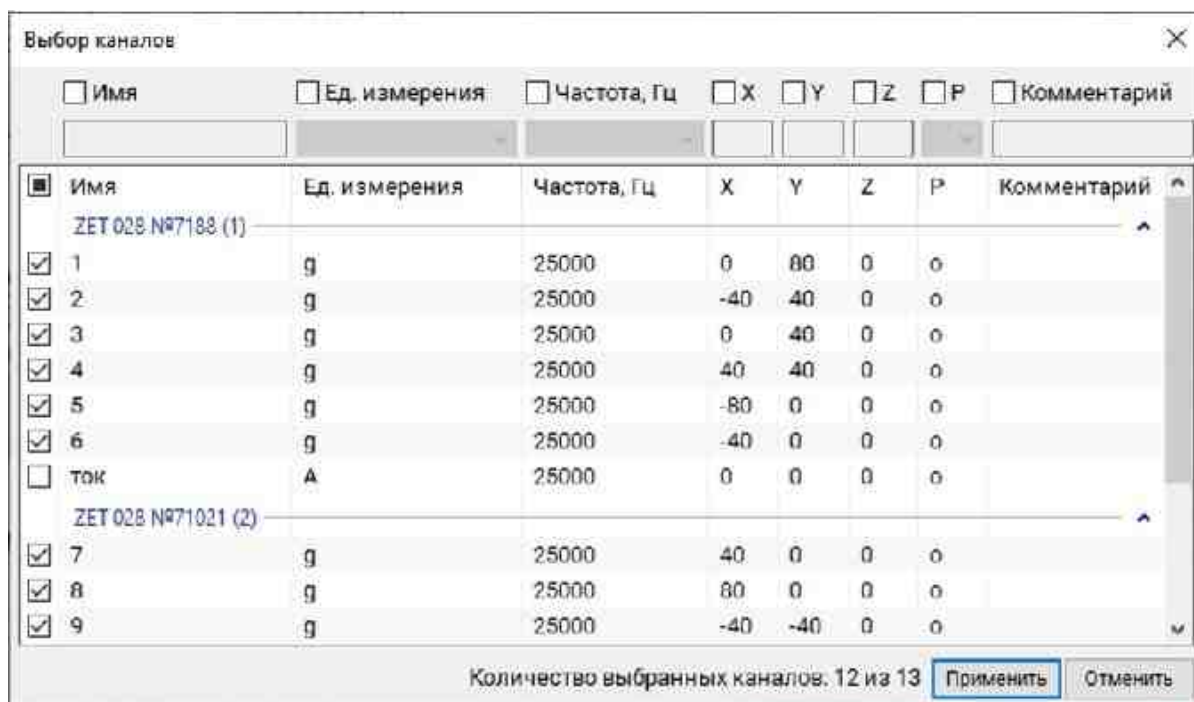 Выбор каналов
Имя Ед. измерения Частота, Гц X Y Z P Комментарий
Имя Ед. измерения Частота, Гц X Y Z P Комментарий
ZET 028 №7188 (1)
1 g 25000 0 80 0 o
2 g 25000 -40 40 0 o
3 g 25000 0 40 0 o
4 g 25000 40 40 0 o
5 g 25000 -80 0 0 o
6 g 25000 -40 0 0 o
ток А 25000 0 0 0 o
ZET 028 №71021 (2)
7 g 25000 40 0 0 o
8 g 25000 80 0 0 o
9 g 25000 -40 -40 0 o
Количество выбранных каналов: 12 из 13 Применить Отменить